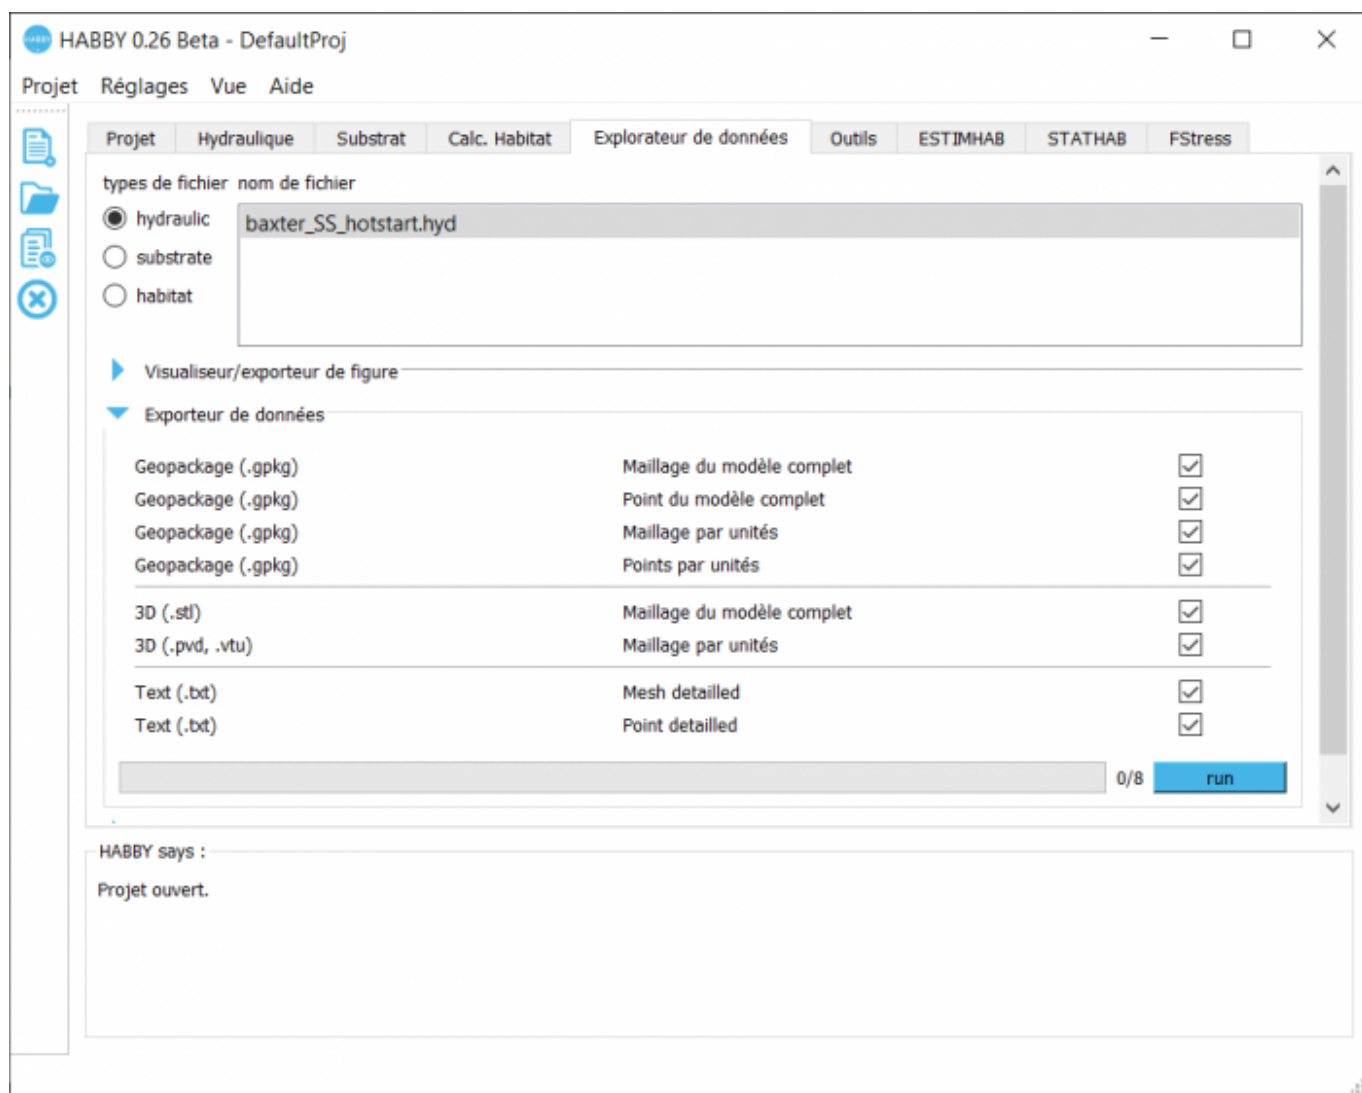 HABBY 0.26 Beta - DefaultProj
Projet Réglages Vue Aide
Projet Hydraulique Substrat Calc. Habitat Explorateur de données Outils ESTIMHAB STATHAB FStress
types de fichier nom de fichier
hydraulic baxter_SS_hotstart.hyd
substrate
habitat
Visualiseur/exporteur de figure
Exporteur de données
Geopackage (.gpkg) Maillage du modèle complet
Geopackage (.gpkg) Point du modèle complet
Geopackage (.gpkg) Maillage par unités
Geopackage (.gpkg) Points par unités
3D (.stl) Maillage du modèle complet
3D (.pvd, .vtu) Maillage par unités
Text (.txt) Mesh detailled
Text (.txt) Point detailled
0/8 run
HABBY says :
Projet ouvert.